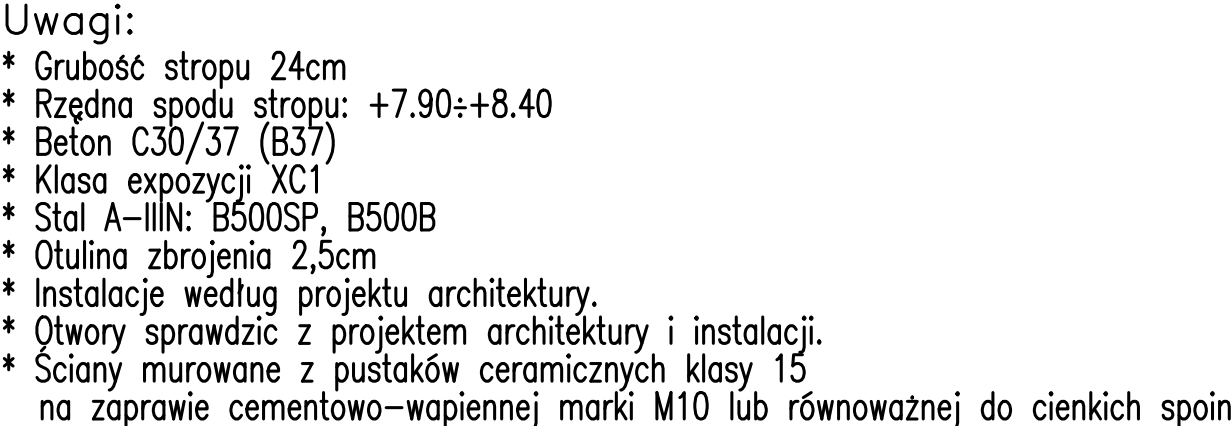 Uwagi:
* Grubość stropu 24cm
* Rzędna spodu stropu: +7.90÷+8.40
* Beton C30/37 (B37)
* Klasa expozycji XC1
* Stal A-IIIN: B500SP, B500B
* Otulina zbrojenia 2,5cm
* Instalacje według projektu architektury.
* Otwory sprawdzic z projektem architektury i instalacji.
* Ściany murowane z pustaków ceramicznych klasy 15
na zaprawie cementowo-wapiennej marki M10 lub równoważnej do cienkich spoin